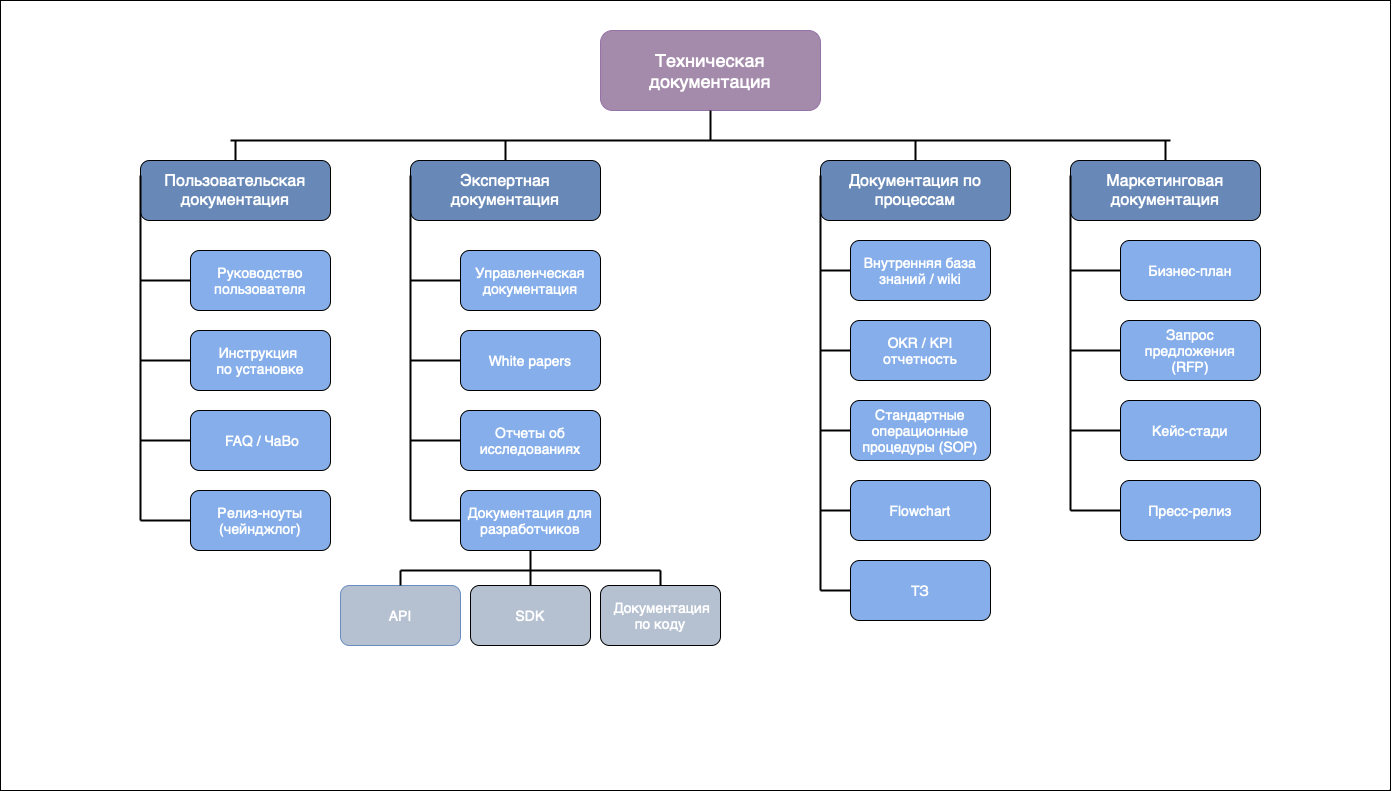 Техническая
документация
Пользовательская
документация
Экспертная
документация
Документация по
процессам
Маркетинговая
документация
Руководство
пользователя
Инструкция
по установке
FAQ / ЧаВо
Релиз-ноуты
(чейнджлог)
Управленческая
документация
White papers
Отчеты об
исследованиях
Документация для
разработчиков
API
SDK
Документация
по коду
Внутренняя база
знаний / wiki
OKR / KPI
отчетность
Стандартные
операционные
процедуры (SOP)
Flowchart
ТЗ
Бизнес-план
Запрос
предложения
(RFP)
Кейс-стади
Пресс-релиз